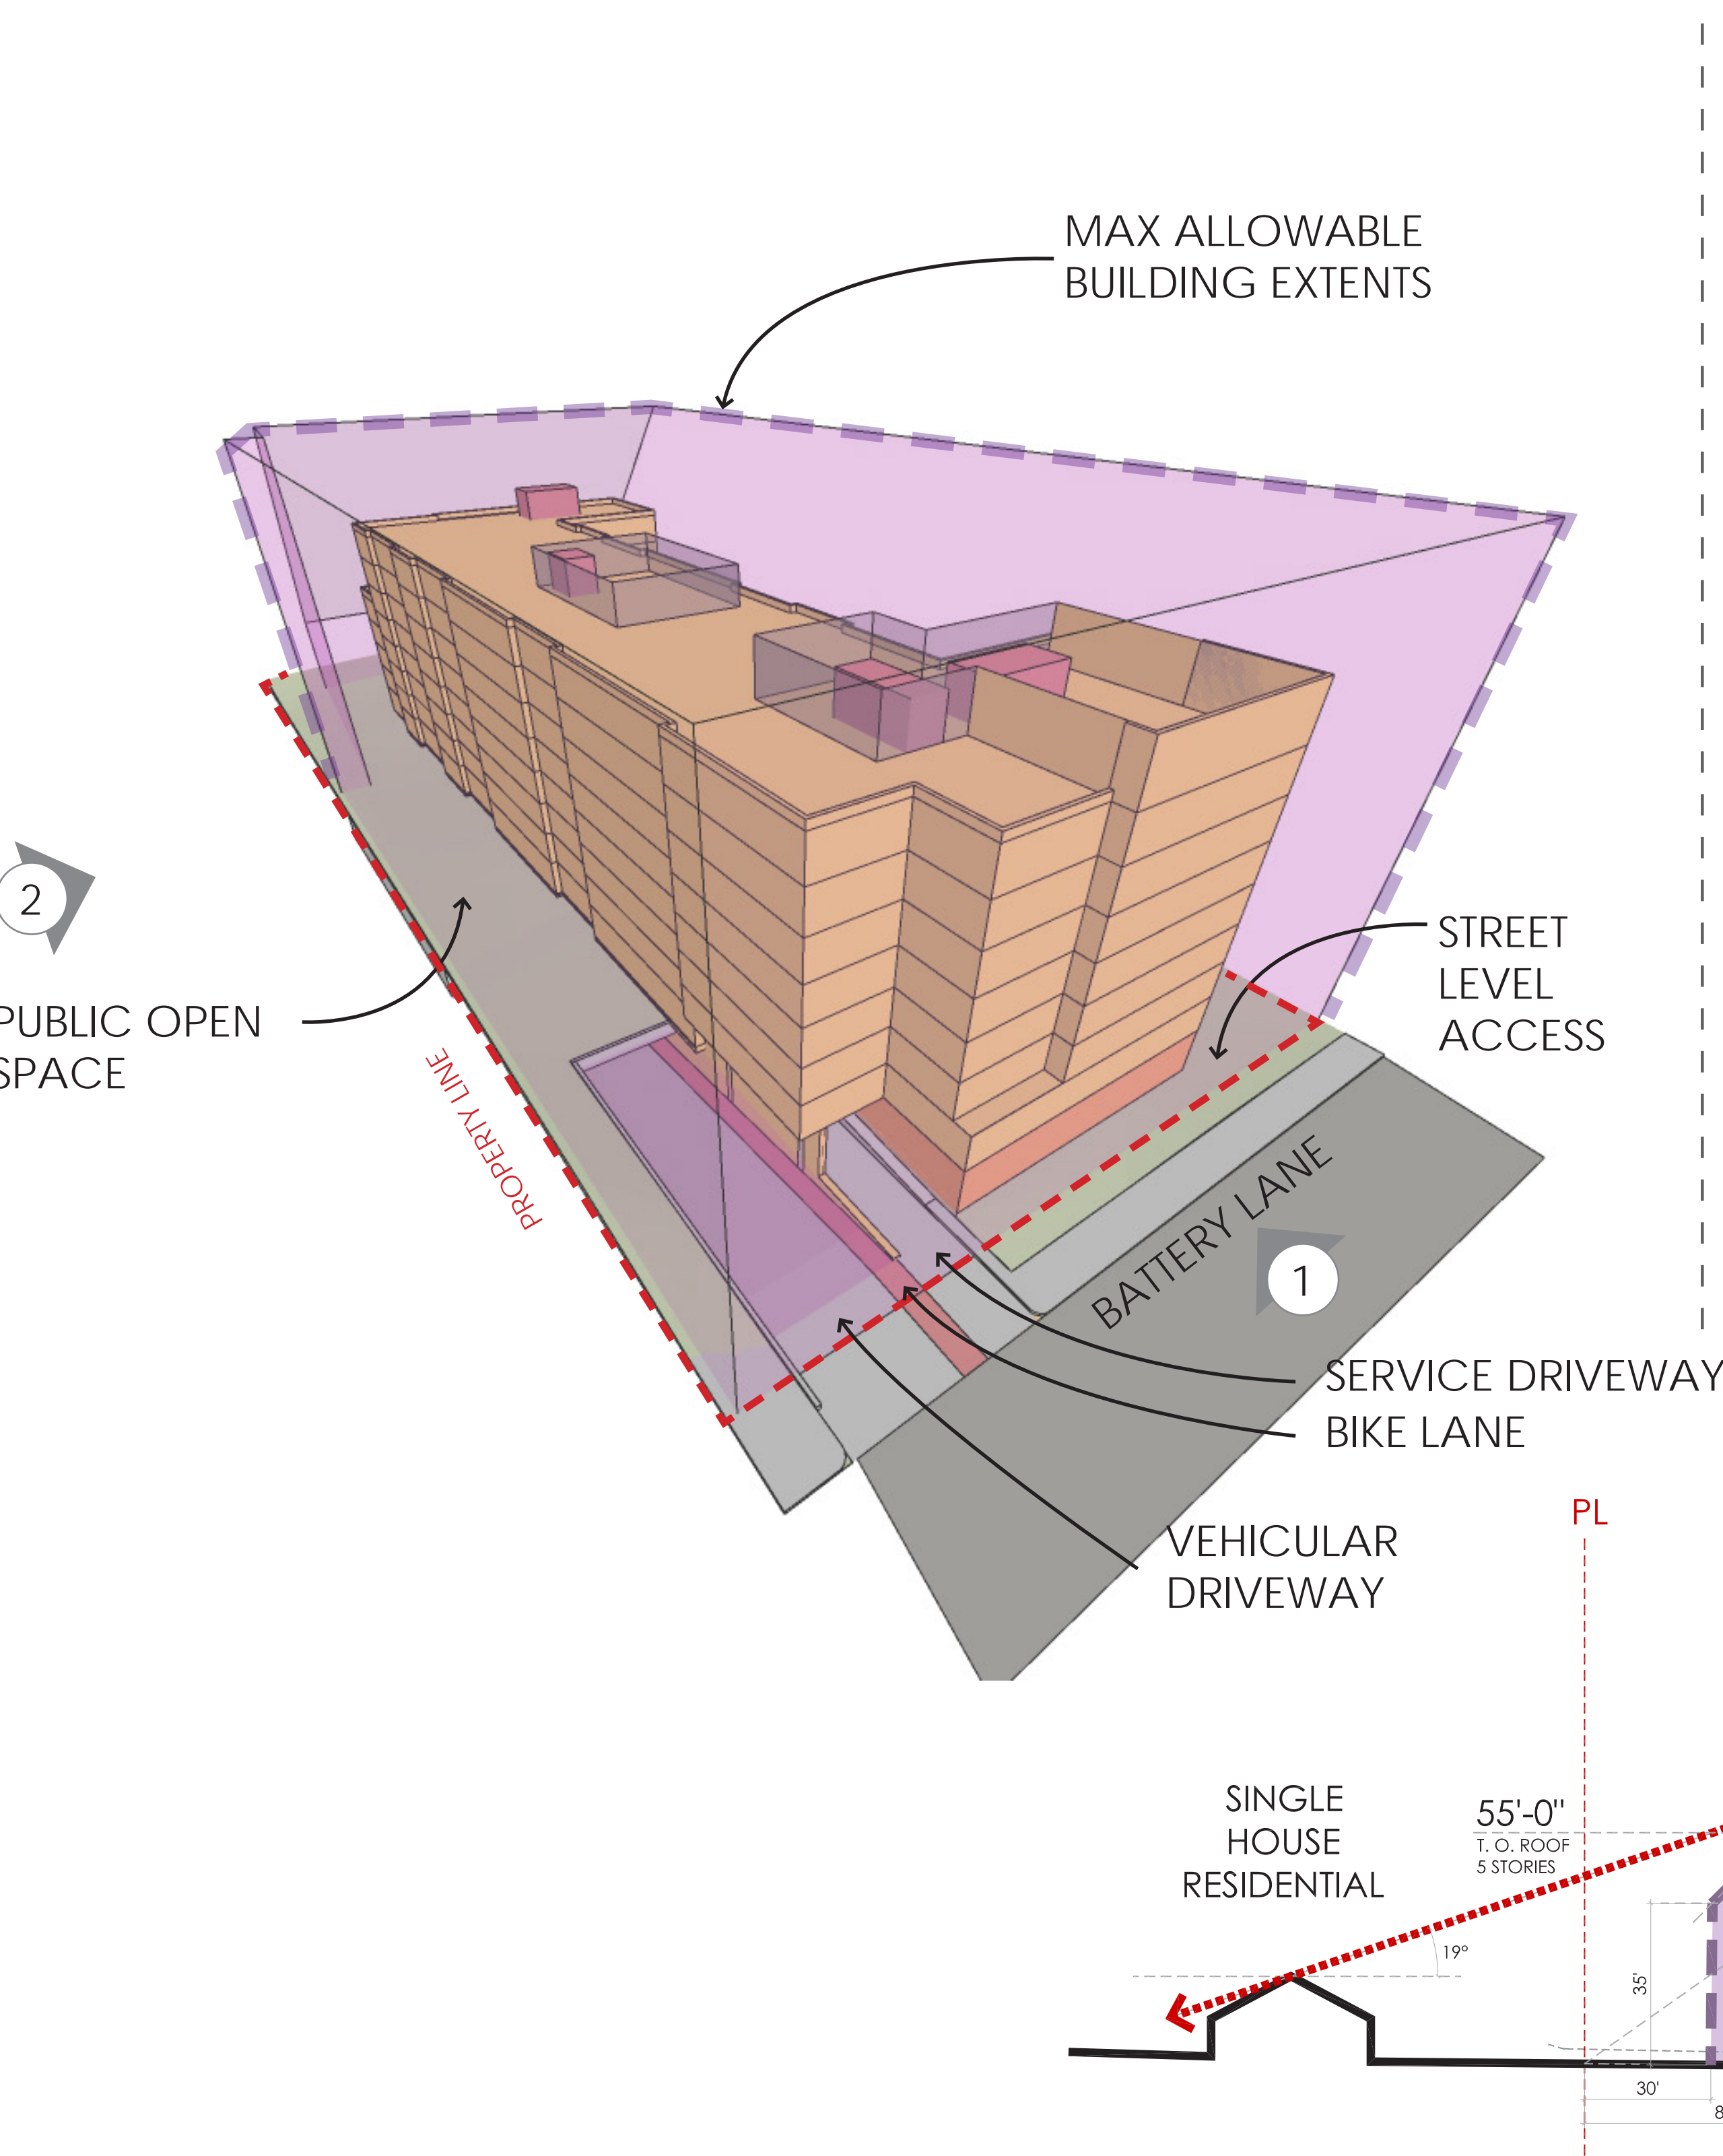 MAX ALLOWABLE
BUILDING EXTENTS
2
STREET
LEVEL
ACCESS
PUBLIC OPEN
SPACE
PROPERTY LINE
BATTERY LANE
1
SERVICE DRIVEWAY
BIKE LANE
VEHICULAR
DRIVEWAY
PL
SINGLE
HOUSE
RESIDENTIAL
55'-0"
T. O. ROOF
5 STORIES
19°
35'
30'
8